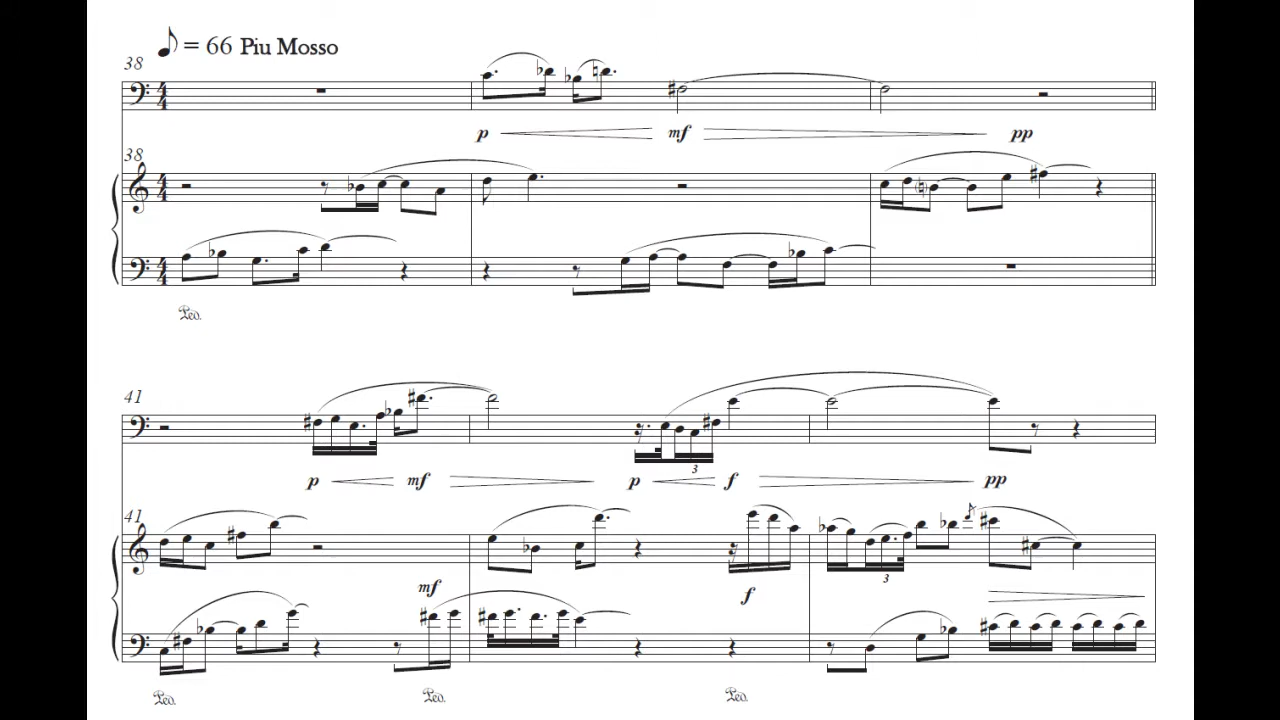 ♪ = 66 Piu Mosso
38
p mf pp
38
Ped.
41
p mf p 3 f pp
41
3
mf f
Ped. Ped. Ped.